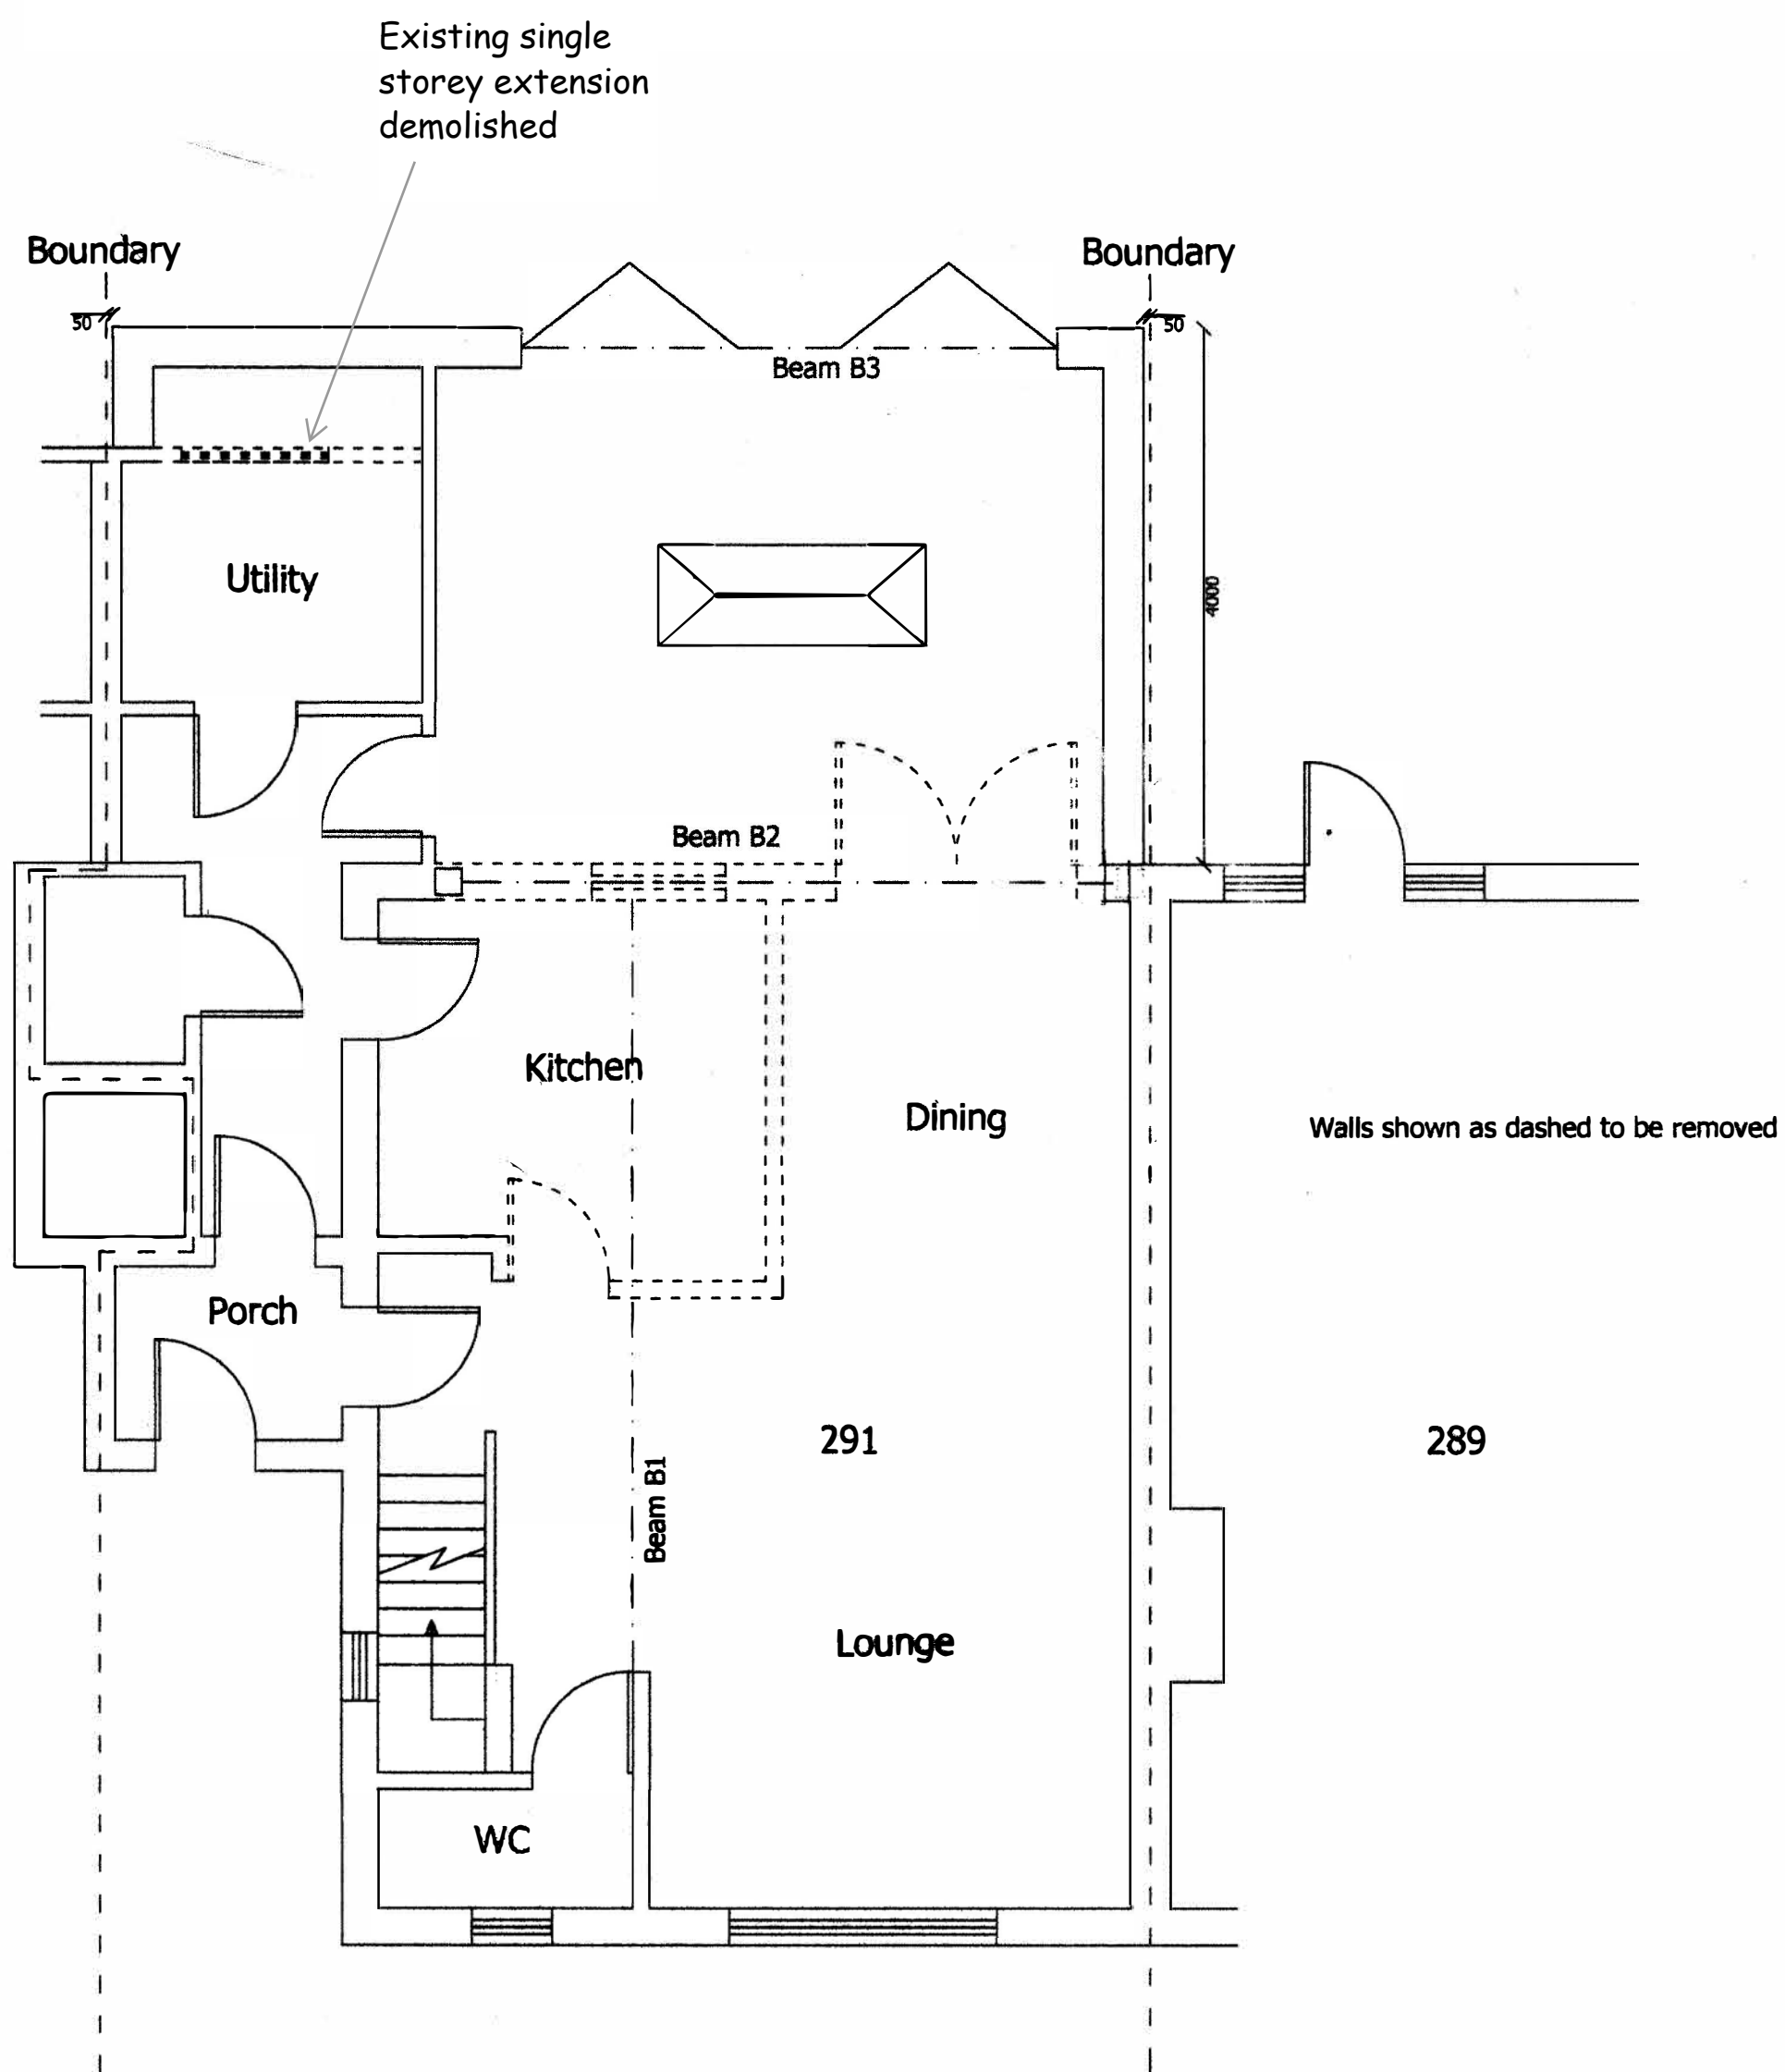 Existing single
storey extension
demolished
Boundary
Boundary
50
50
Beam B3
Utility
4000
Beam B2
Kitchen
Dining
Walls shown as dashed to be removed
Porch
291
289
Beam B1
Lounge
WC